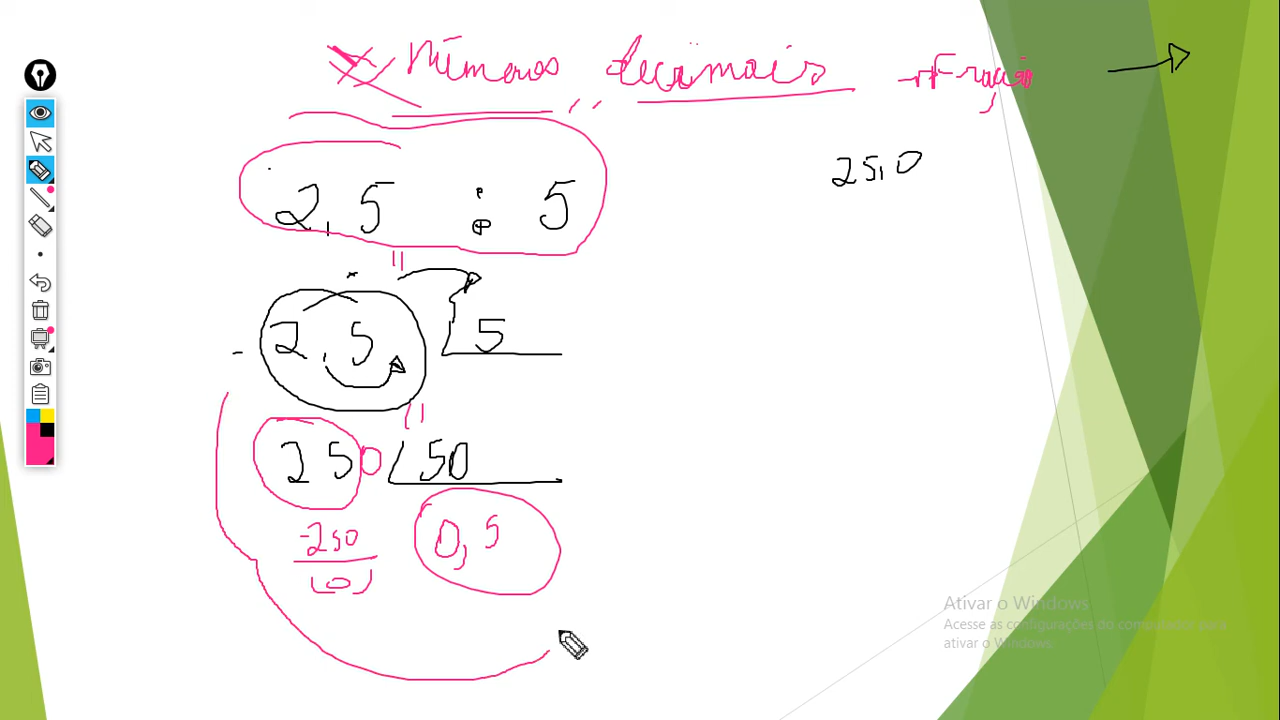 Números decimais → Fração
25,0
2,5 : 5
2,5 5
250 50
-250 0,5
(0)
Ativar o Windows
Acesse as configurações do computador para
ativar o Windows.